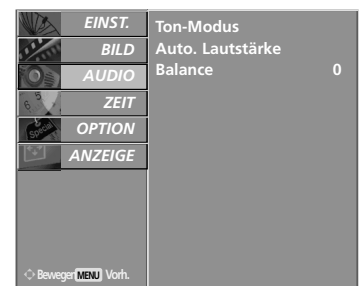 EINST.
BILD
AUDIO
ZEIT
OPTION
ANZEIGE
Ton-Modus
Auto. Lautstärke
Balance 0
Bewegen MENU Vorh.